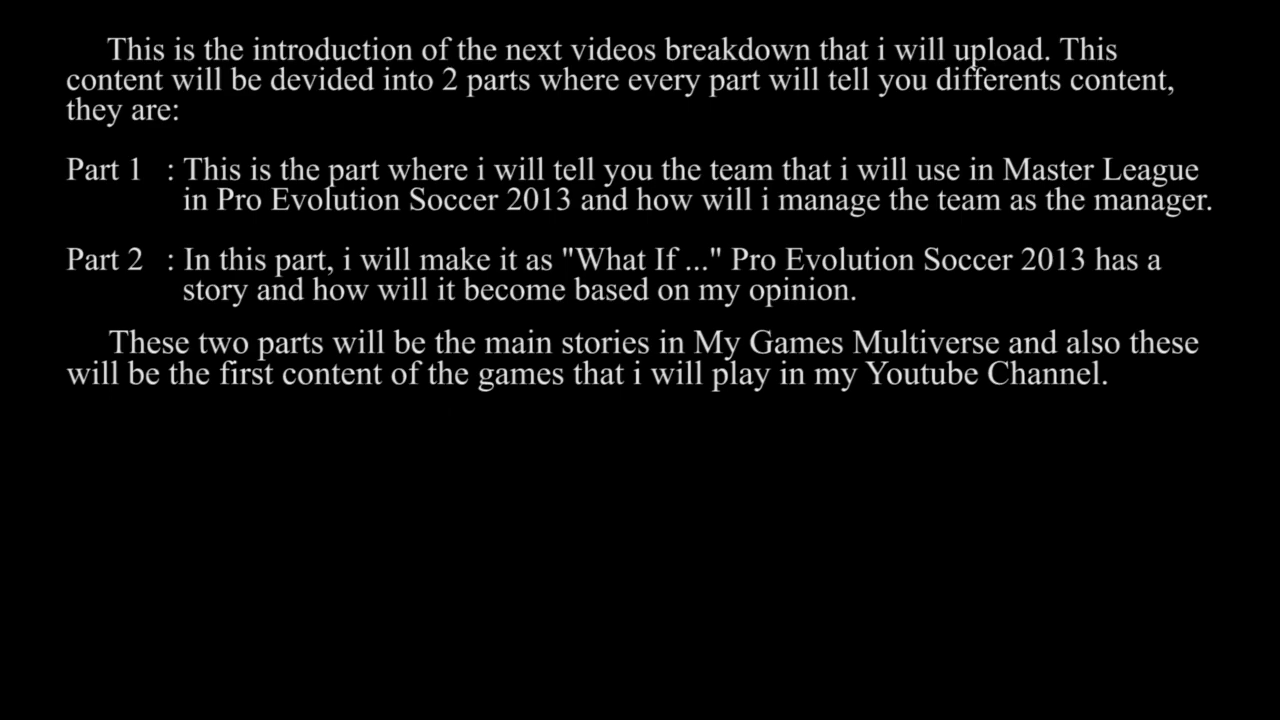 This is the introduction of the next videos breakdown that i will upload. This
content will be devided into 2 parts where every part will tell you differents content,
they are:
Part 1 : This is the part where i will tell you the team that i will use in Master League
in Pro Evolution Soccer 2013 and how will i manage the team as the manager.
Part 2 : In this part, i will make it as "What If ..." Pro Evolution Soccer 2013 has a
story and how will it become based on my opinion.
These two parts will be the main stories in My Games Multiverse and also these
will be the first content of the games that i will play in my Youtube Channel.